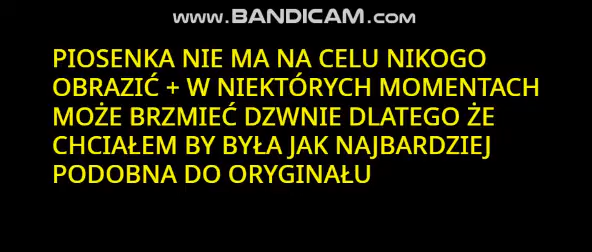 WWW.BANDICAM.COM
PIOSENKA NIE MA NA CELU NIKOGO
OBRAZIĆ + W NIEKTÓRYCH MOMENTACH
MOŻE BRZMIEĆ DZWNIE DLATEGO ŻE
CHCIAŁEM BY BYŁA JAK NAJBARDZIEJ
PODOBNA DO ORYGINAŁU